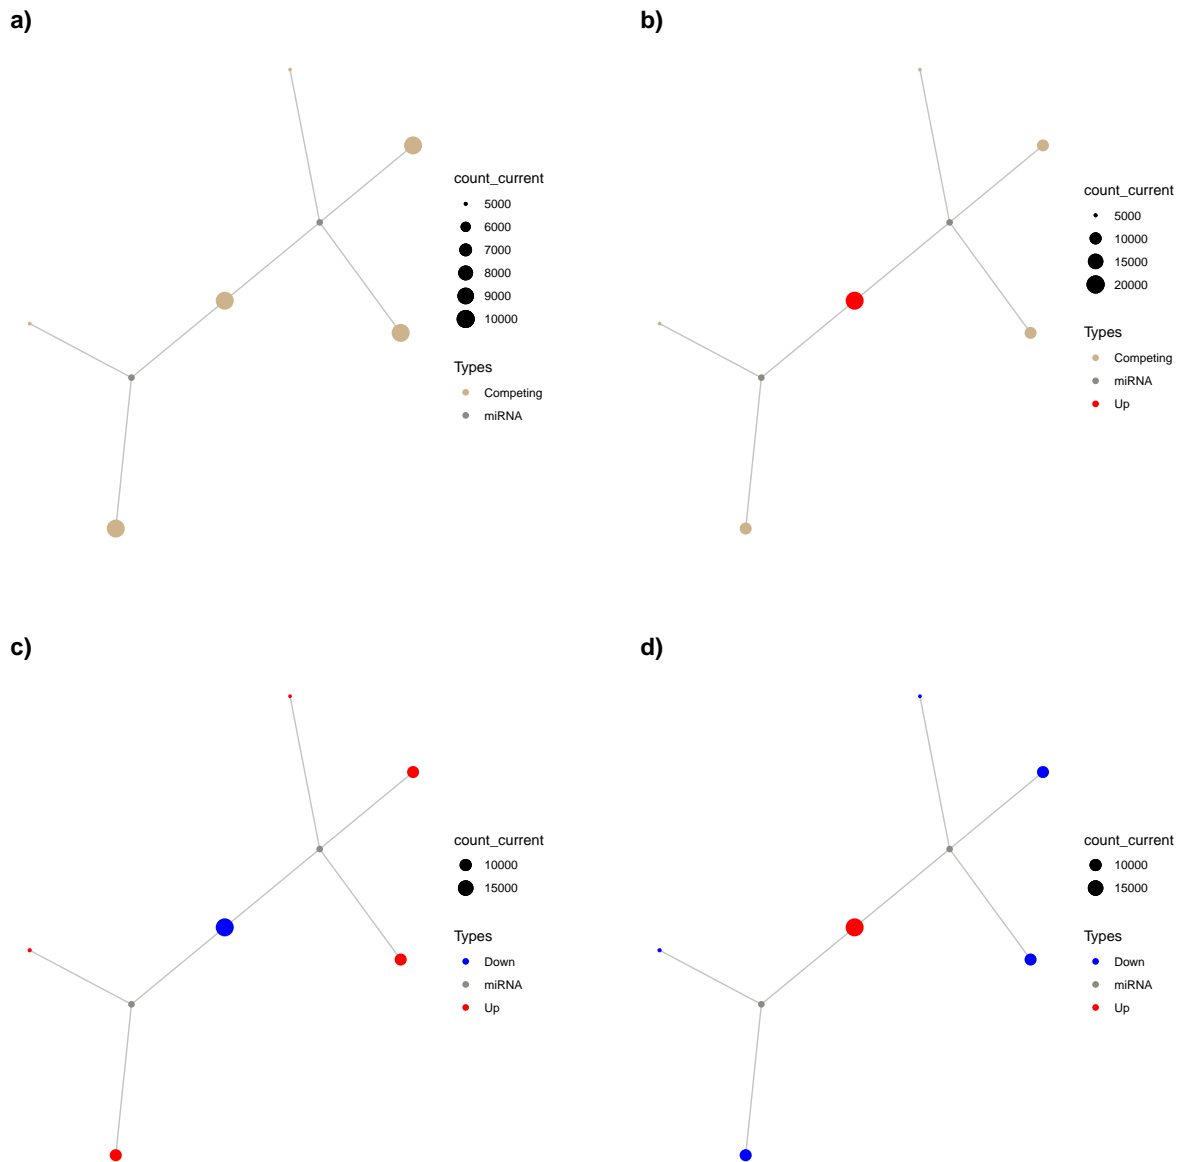 a)
count_current
5000
6000
7000
8000
9000
10000
Types
Competing
miRNA
b)
count_current
5000
10000
15000
20000
Types
Competing
miRNA
Up
c)
count_current
10000
15000
Types
Down
miRNA
Up
d)
count_current
10000
15000
Types
Down
miRNA
Up